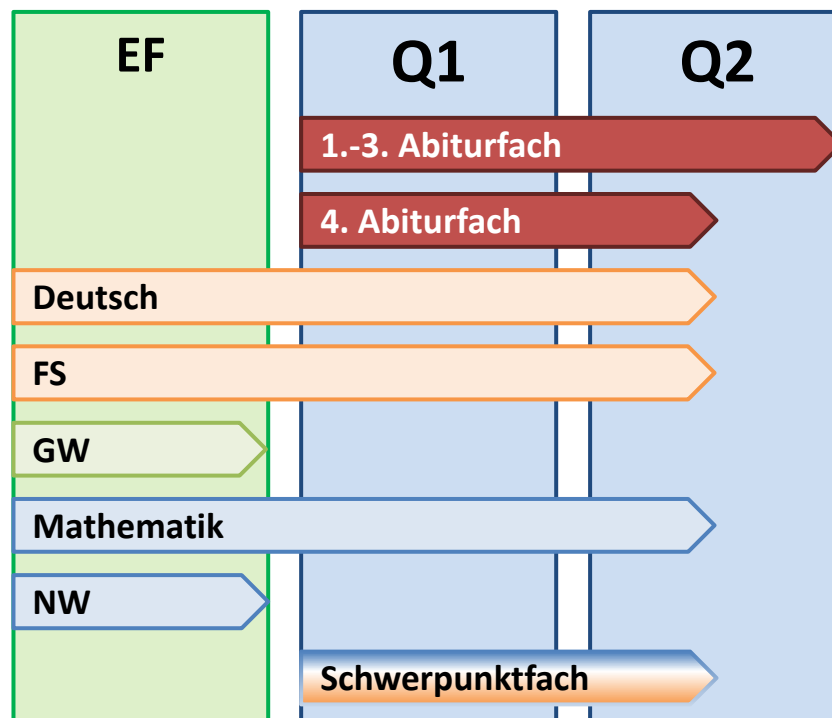 EF Q1 Q2
1.-3. Abiturfach
4. Abiturfach
Deutsch
FS
GW
Mathematik
NW
Schwerpunktfach